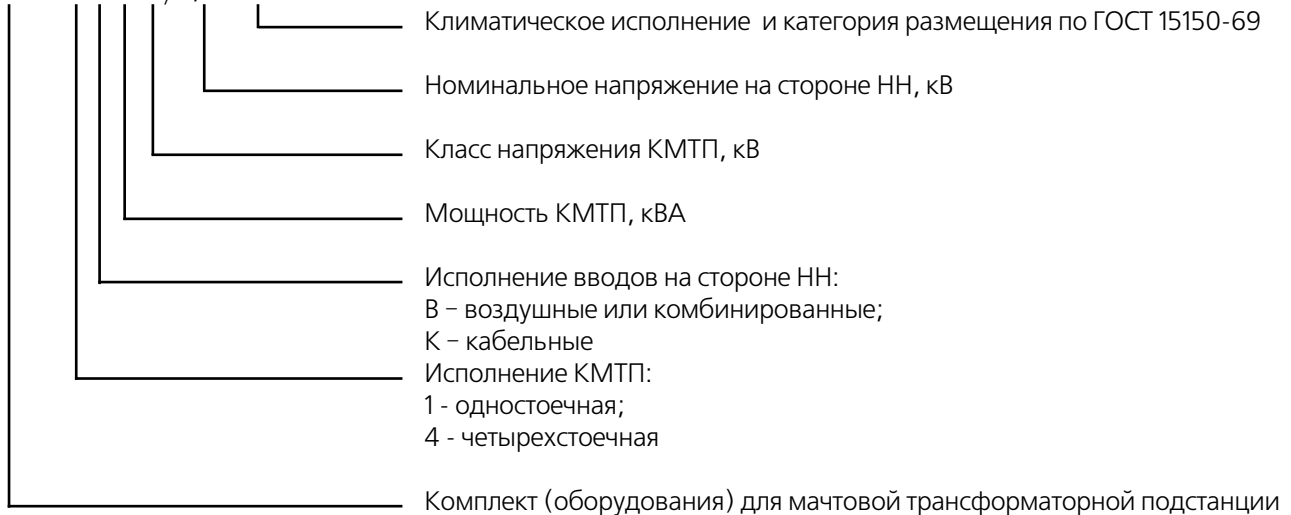 Климатическое исполнение и категория размещения по ГОСТ 15150-69
Номинальное напряжение на стороне НН, кВ
Класс напряжения КМТП, кВ
Мощность КМТП, кВА
Исполнение вводов на стороне НН:
В – воздушные или комбинированные;
К – кабельные
Исполнение КМТП:
1 - одностоечная;
4 - четырехстоечная
Комплект (оборудования) для мачтовой трансформаторной подстанции